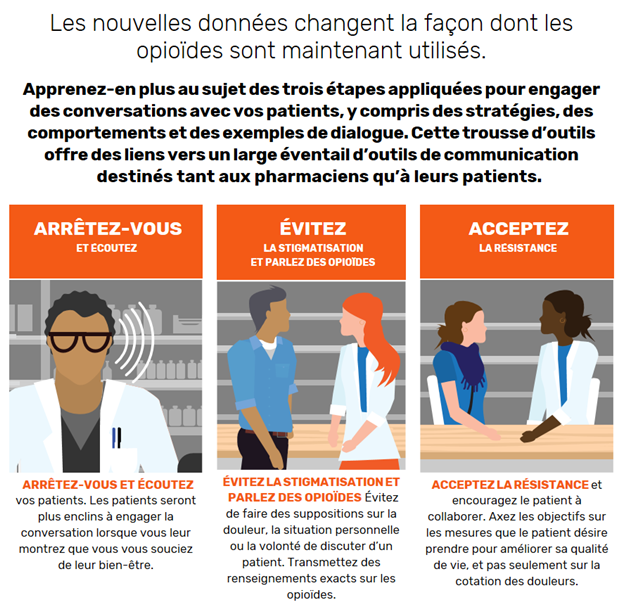 Les nouvelles données changent la façon dont les
opioïdes sont maintenant utilisés.
Apprenez-en plus au sujet des trois étapes appliquées pour engager
des conversations avec vos patients, y compris des stratégies, des
comportements et des exemples de dialogue. Cette trousse d'outils
offre des liens vers un large éventail d'outils de communication
destinés tant aux pharmaciens qu'à leurs patients.
ARRÊTEZ-VOUS
ET ÉCOUTEZ
ARRÊTEZ-VOUS ET ÉCOUTEZ
vos patients. Les patients seront
plus enclins à engager la
conversation lorsque vous leur
montrez que vous vous souciez
de leur bien-être.
ÉVITEZ
LA STIGMATISATION
ET PARLEZ DES OPIOÏDES
ÉVITEZ LA STIGMATISATION ET
PARLEZ DES OPIOÏDES Évitez
de faire des suppositions sur la
douleur, la situation personnelle
ou la volonté de discuter d'un
patient. Transmettez des
renseignements exacts sur les
opioïdes.
ACCEPTEZ
LA RÉSISTANCE
ACCEPTEZ LA RÉSISTANCE et
encouragez le patient à
collaborer. Axez les objectifs sur
les mesures que le patient désire
prendre pour améliorer sa qualité
de vie, et pas seulement sur la
cotation des douleurs.